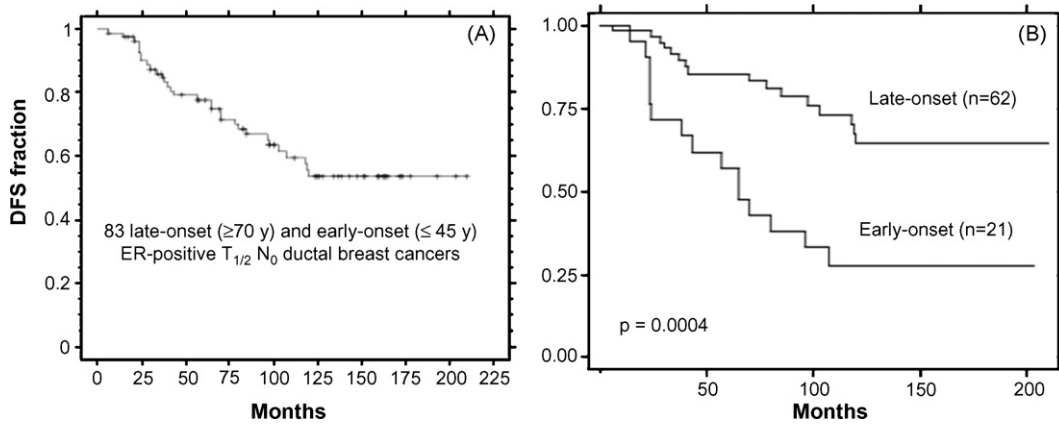 (A)
DFS fraction
1
0.8
0.6
0.4
0.2
0
83 late-onset (≥70 y) and early-onset (≤ 45 y)
ER-positive T1/2 N0 ductal breast cancers
0 25 50 75 100 125 150 175 200 225
Months
(B)
1.00
0.75
0.50
0.25
0.00
Late-onset (n=62)
Early-onset (n=21)
p = 0.0004
50 100 150 200
Months